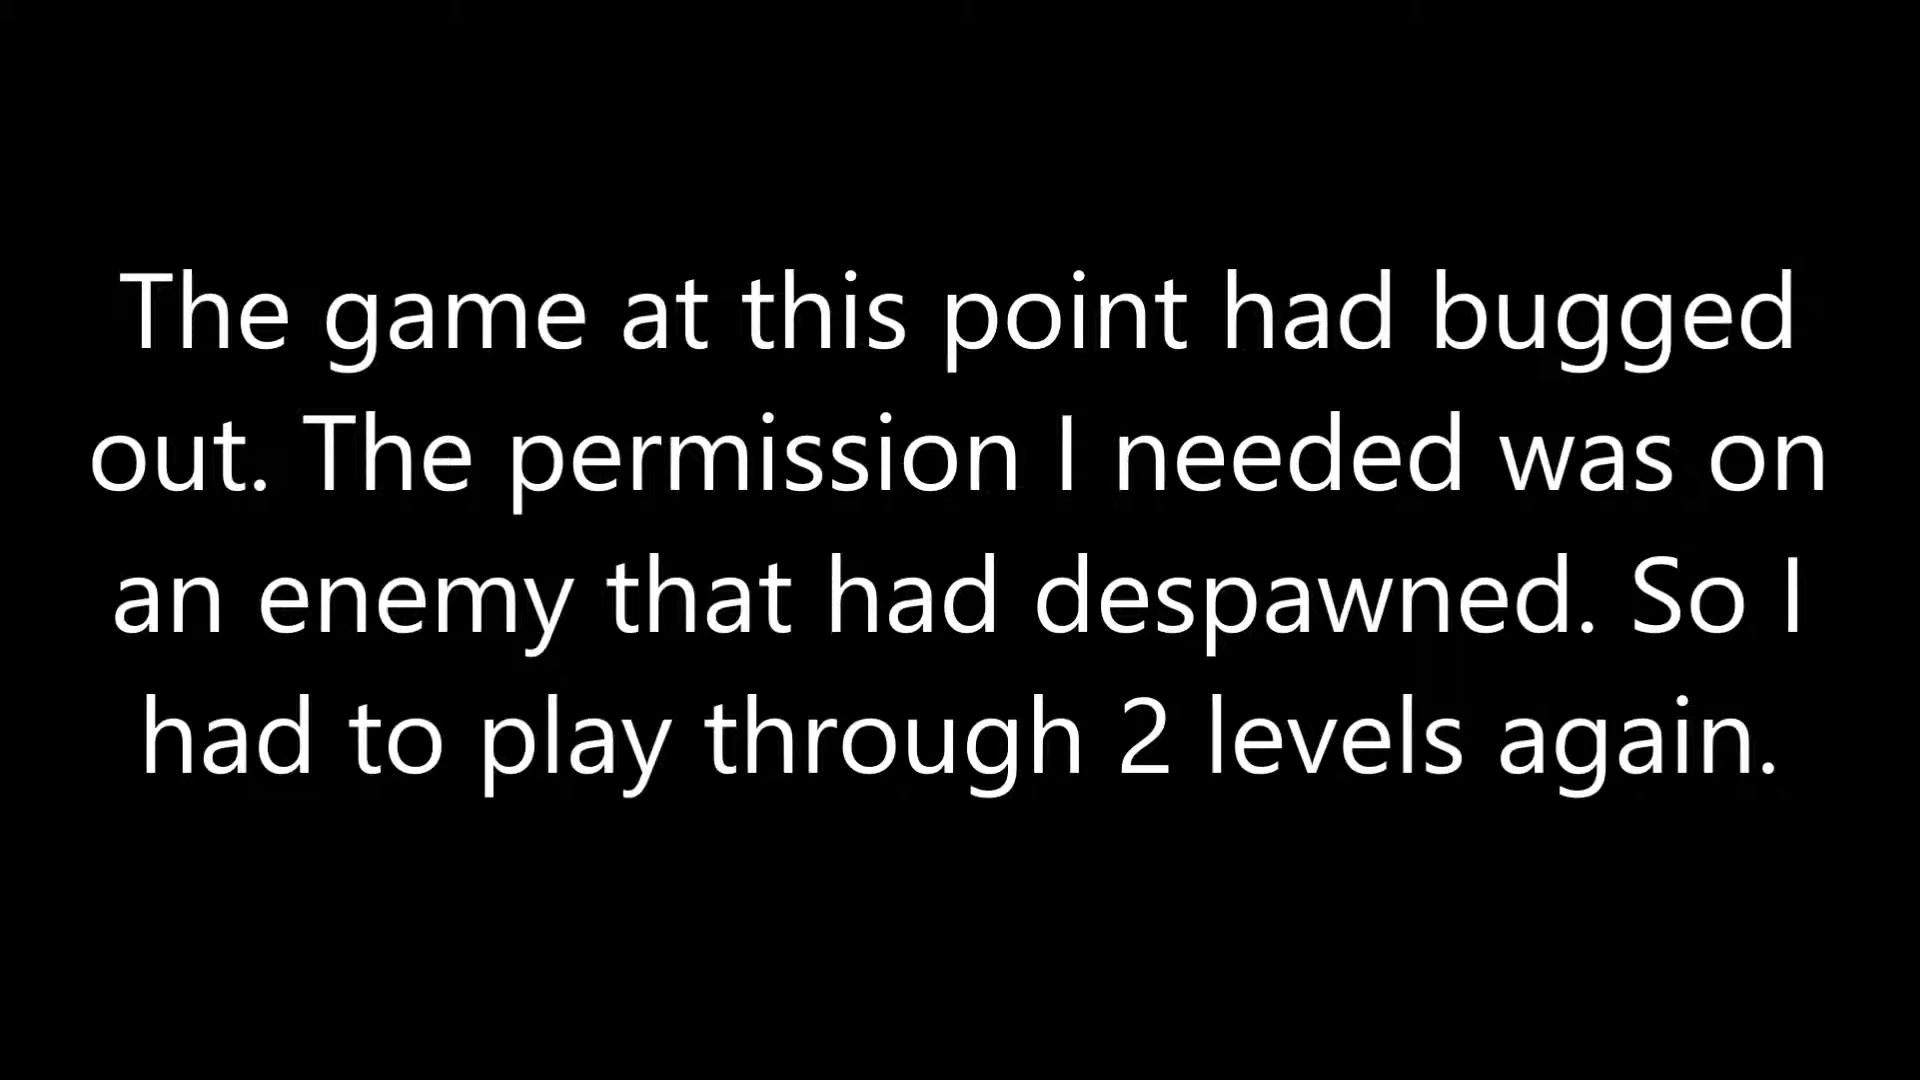 The game at this point had bugged
out. The permission I needed was on
an enemy that had despawned. So I
had to play through 2 levels again.